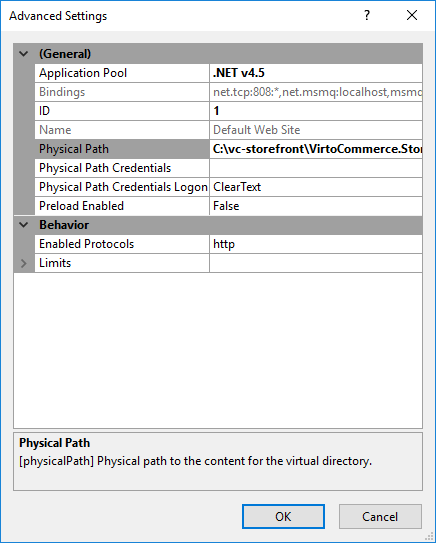 Advanced Settings
(General)
Application Pool .NET v4.5
Bindings net.tcp:808:*,net.msmq:localhost,msmq
ID 1
Name Default Web Site
Physical Path C:\vc-storefront\VirtoCommerce.Stor
Physical Path Credentials
Physical Path Credentials Logon ClearText
Preload Enabled False
Behavior
Enabled Protocols http
Limits
Physical Path
[physicalPath] Physical path to the content for the virtual directory.
OK Cancel